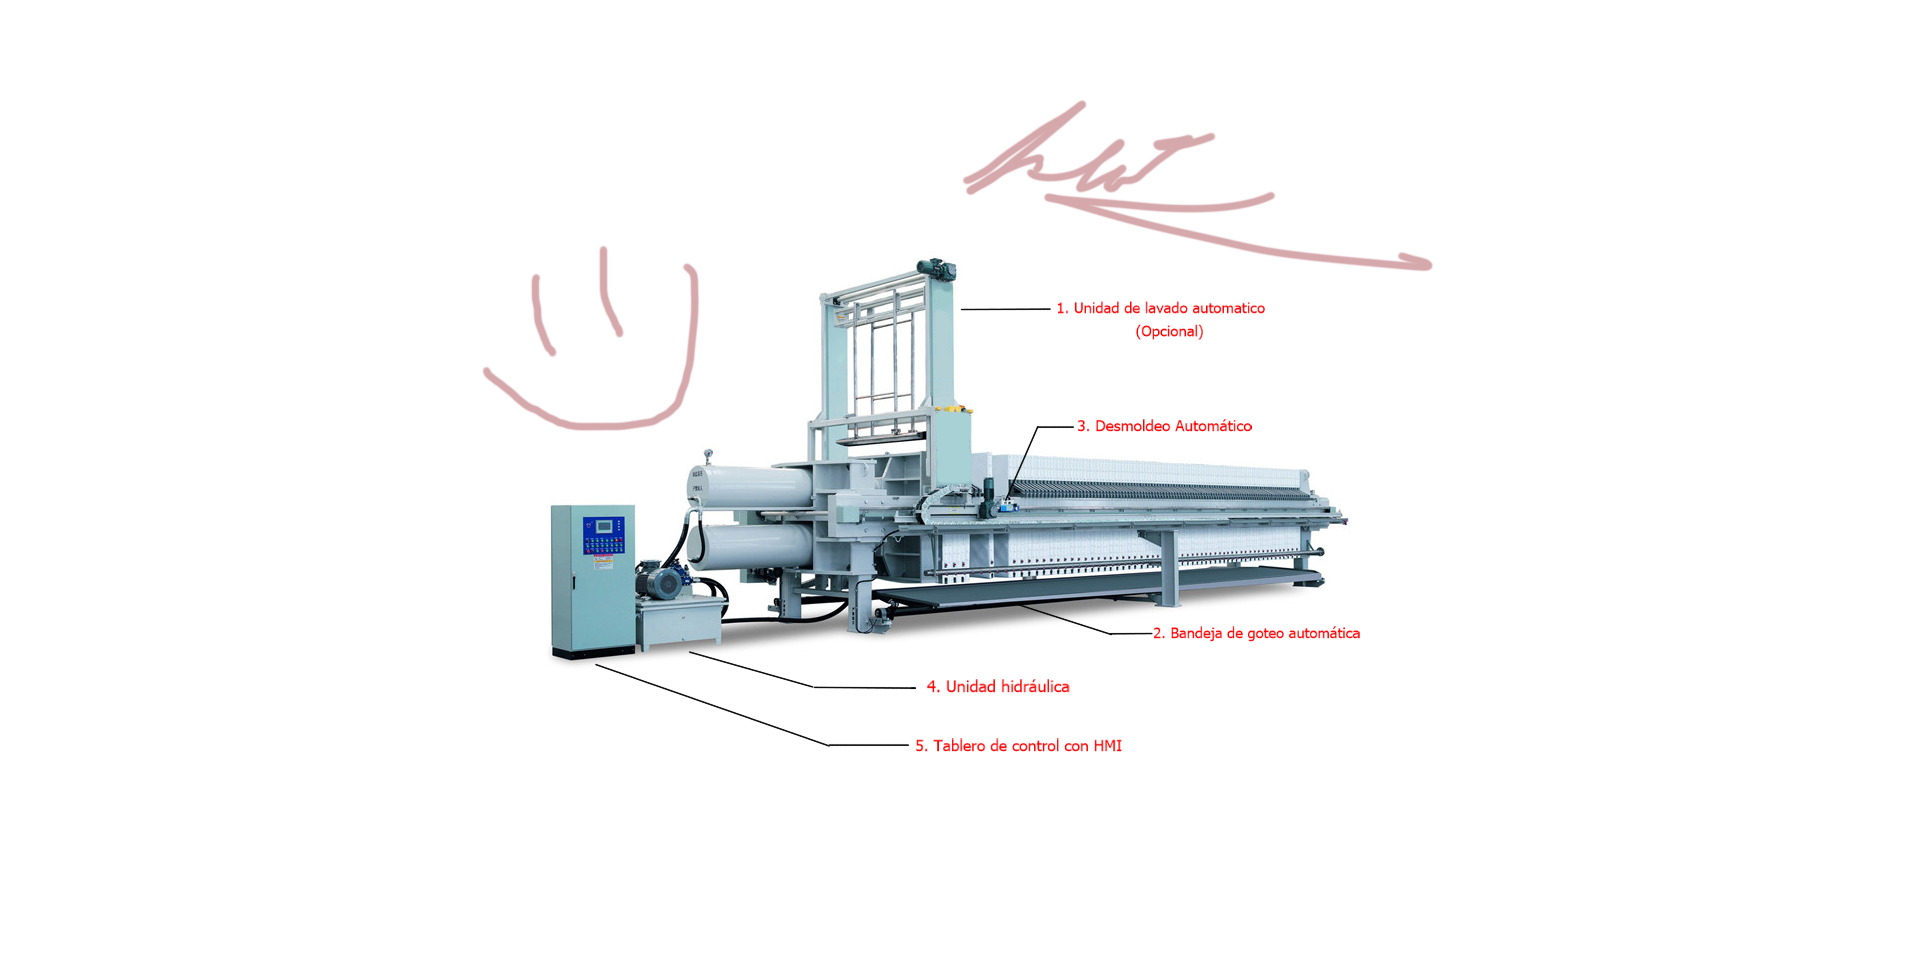 1. Unidad de lavado automatico
(Opcional)
3. Desmoldeo Automático
2. Bandeja de goteo automática
4. Unidad hidráulica
5. Tablero de control con HMI